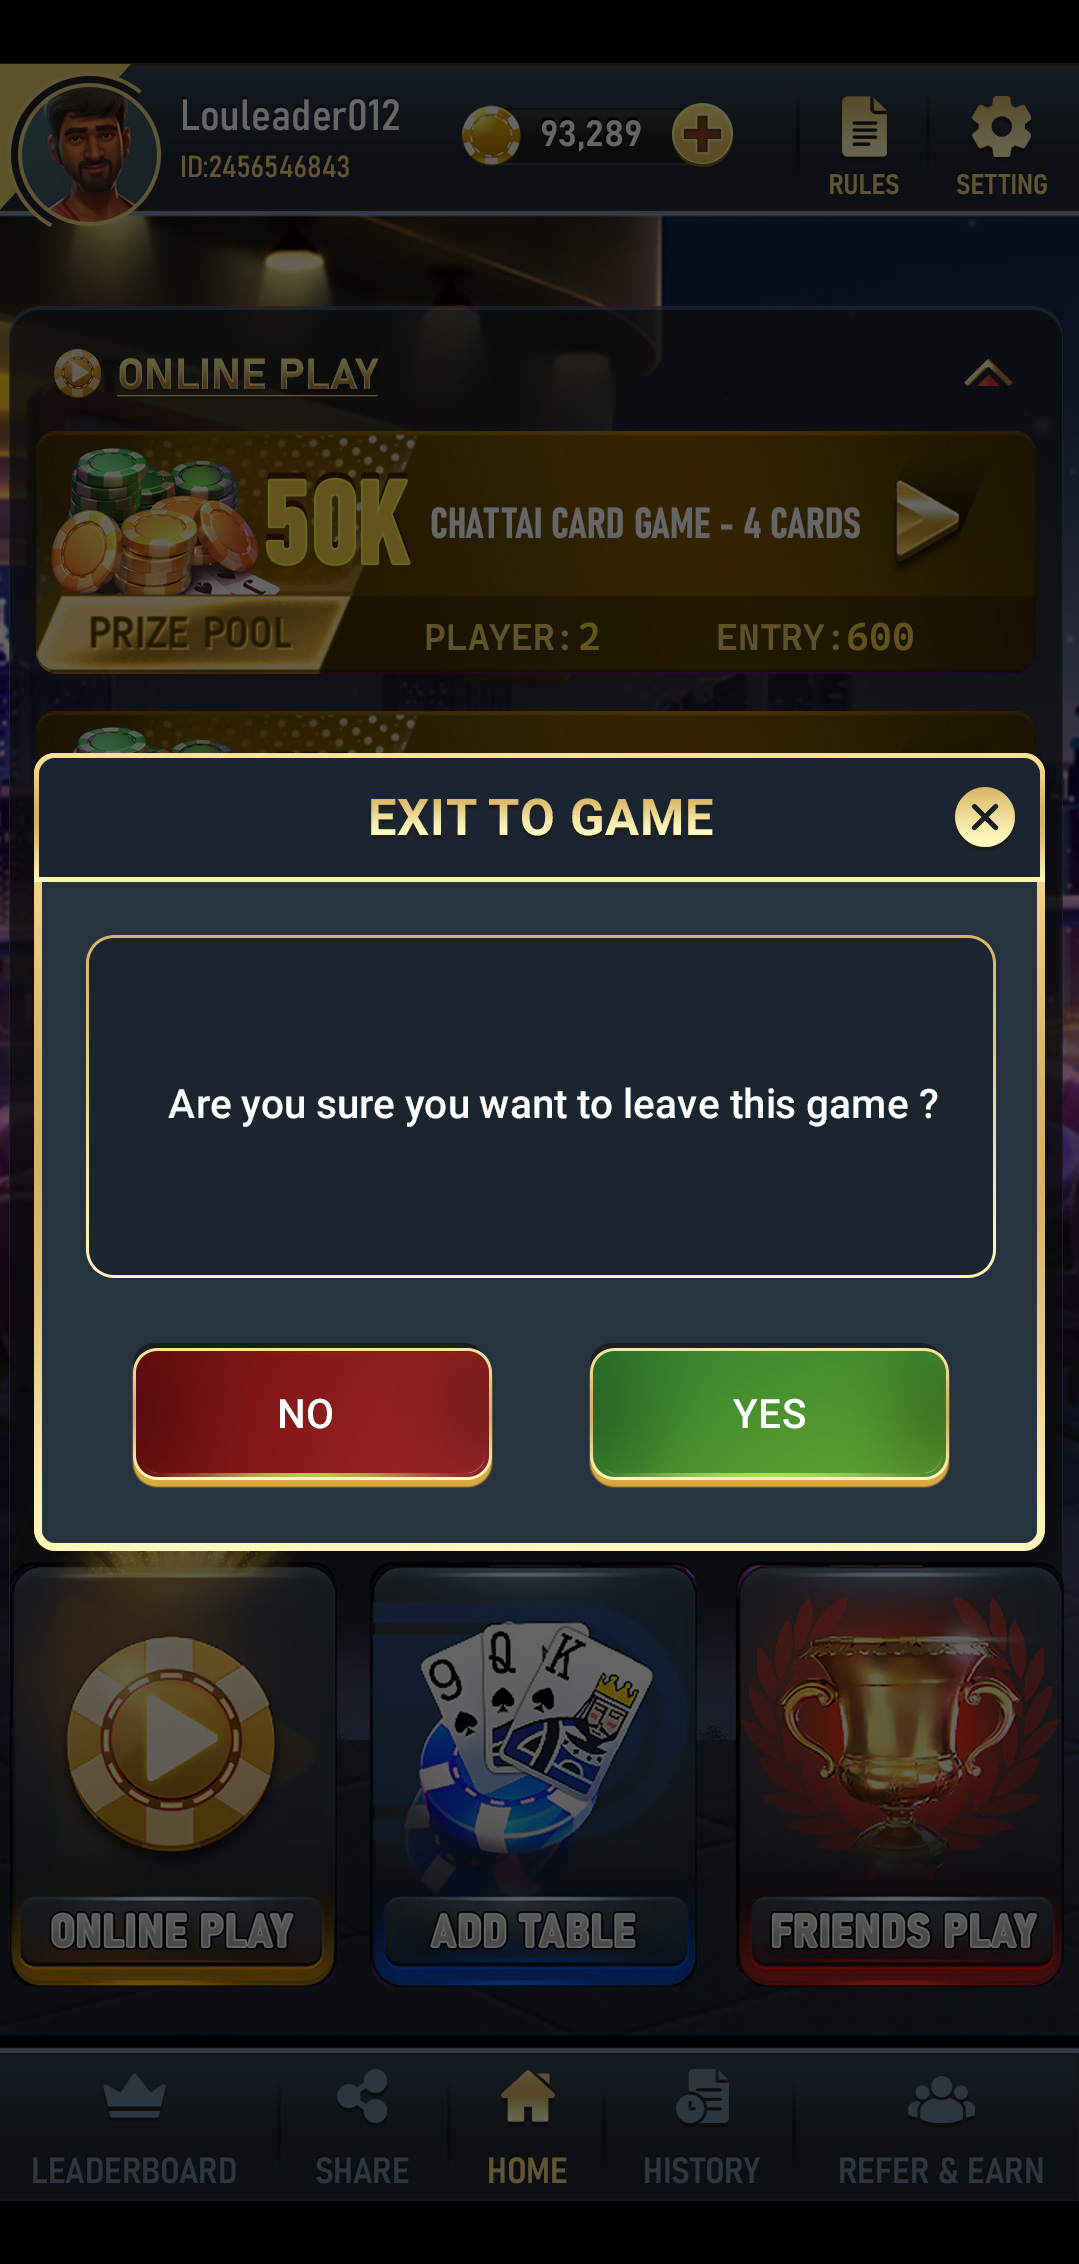 Louleader012
ID:2456546843
93,289
RULES
SETTING
ONLINE PLAY
50K
CHATTAI CARD GAME - 4 CARDS
PRIZE POOL
PLAYER:2
ENTRY:600
EXIT TO GAME
Are you sure you want to leave this game ?
NO
YES
9
Q
K
ONLINE PLAY
ADD TABLE
FRIENDS PLAY
LEADERBOARD
SHARE
HOME
HISTORY
REFER & EARN